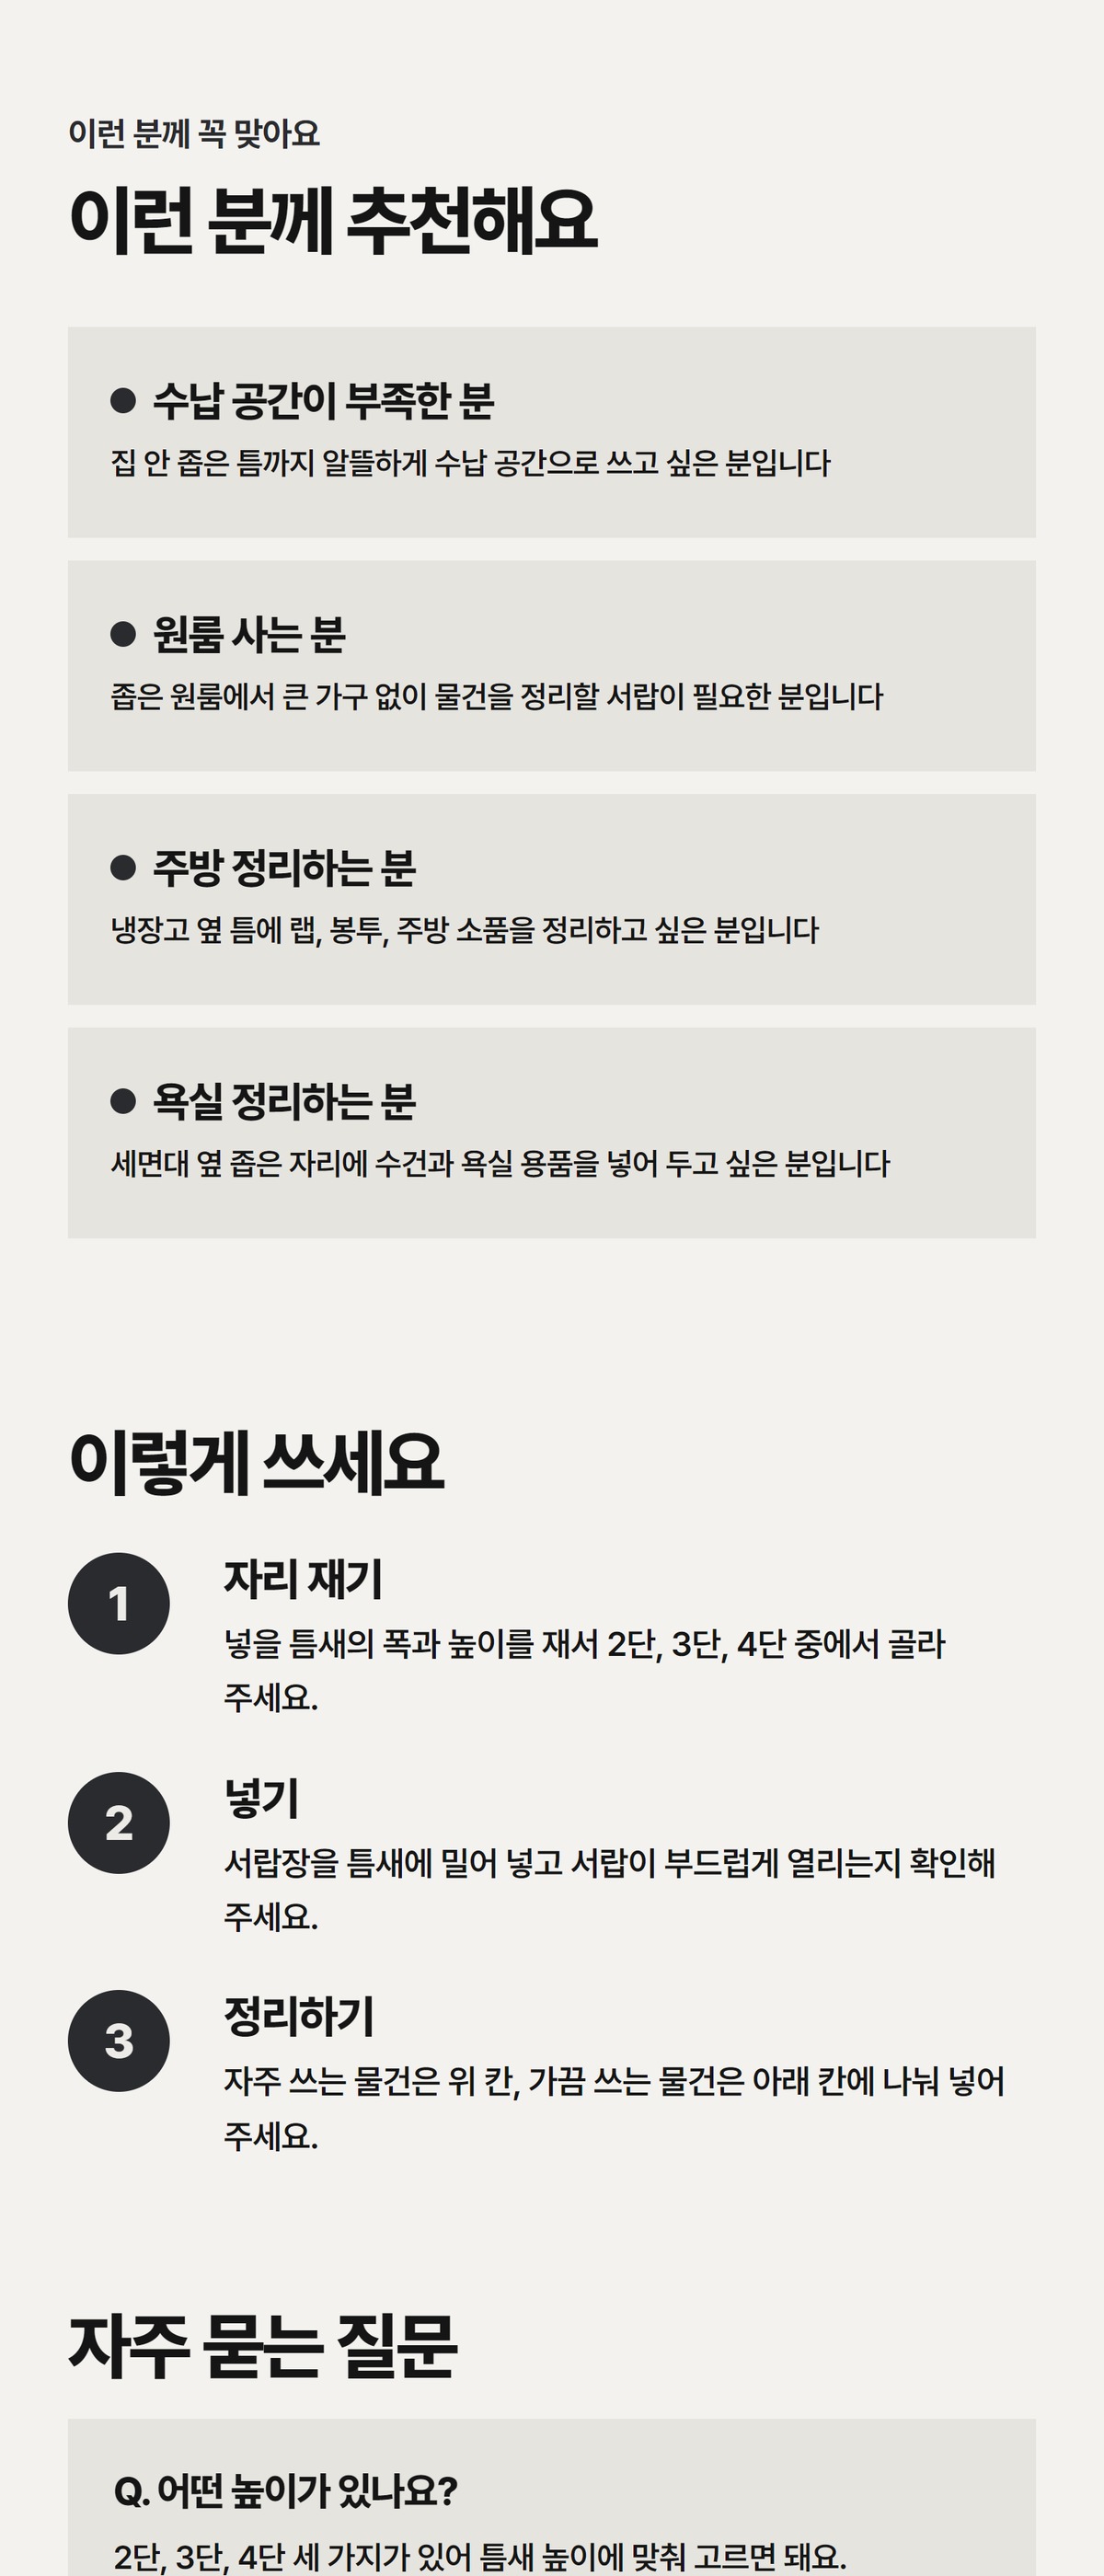 이런 분께 꼭 맞아요
이런 분께 추천해요
수납 공간이 부족한 분
집 안 좁은 틈까지 알뜰하게 수납 공간으로 쓰고 싶은 분입니다
원룸 사는 분
좁은 원룸에서 큰 가구 없이 물건을 정리할 서랍이 필요한 분입니다
주방 정리하는 분
냉장고 옆 틈에 랩, 봉투, 주방 소품을 정리하고 싶은 분입니다
욕실 정리하는 분
세면대 옆 좁은 자리에 수건과 욕실 용품을 넣어 두고 싶은 분입니다
이렇게 쓰세요
1
자리 재기
넣을 틈새의 폭과 높이를 재서 2단, 3단, 4단 중에서 골라
주세요.
2
넣기
서랍장을 틈새에 밀어 넣고 서랍이 부드럽게 열리는지 확인해
주세요.
3
정리하기
자주 쓰는 물건은 위 칸, 가끔 쓰는 물건은 아래 칸에 나눠 넣어
주세요.
자주 묻는 질문
Q. 어떤 높이가 있나요?
2단, 3단, 4단 세 가지가 있어 틈새 높이에 맞춰 고르면 돼요.